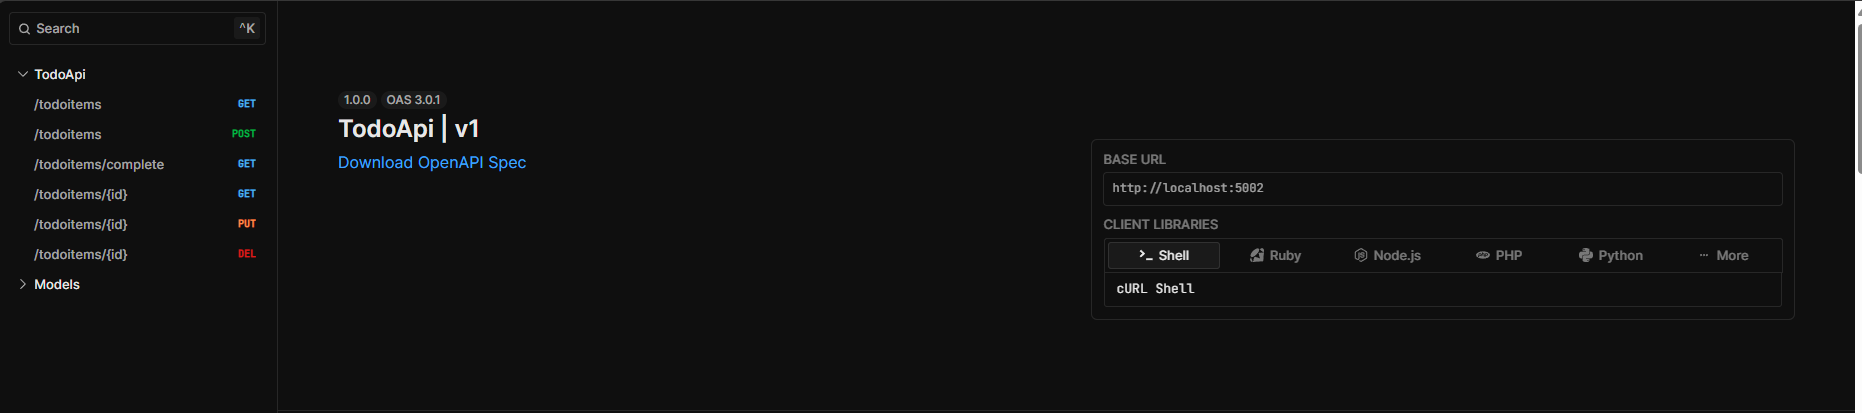 Search ^K
TodoApi
/todoitems GET
/todoitems POST
/todoitems/complete GET
/todoitems/{id} GET
/todoitems/{id} PUT
/todoitems/{id} DEL
Models
1.0.0 OAS 3.0.1
TodoApi | v1
Download OpenAPI Spec
BASE URL
http://localhost:5002
CLIENT LIBRARIES
Shell Ruby Node.js PHP Python ··· More
cURL Shell